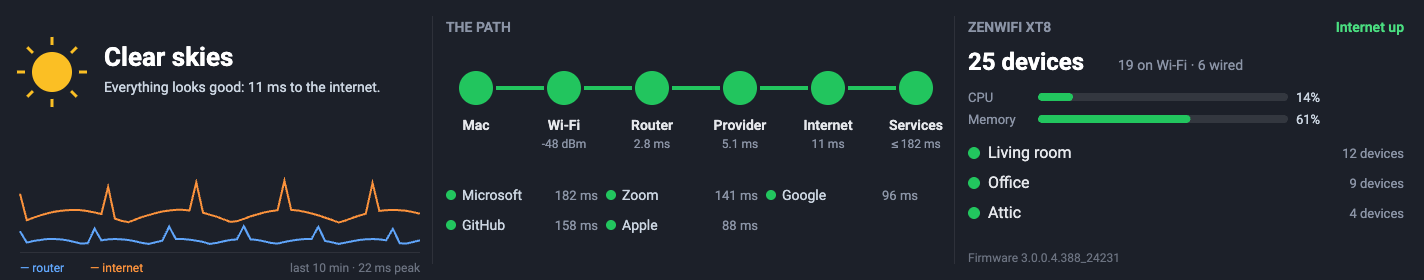 Clear skies
Everything looks good: 11 ms to the internet.
— router — internet last 10 min · 22 ms peak
THE PATH
Mac Wi-Fi Router Provider Internet Services
-48 dBm 2.8 ms 5.1 ms 11 ms ≤ 182 ms
Microsoft 182 ms Zoom 141 ms Google 96 ms
GitHub 158 ms Apple 88 ms
ZENWIFI XT8 Internet up
25 devices 19 on Wi-Fi · 6 wired
CPU 14%
Memory 61%
Living room 12 devices
Office 9 devices
Attic 4 devices
Firmware 3.0.0.4.388_24231